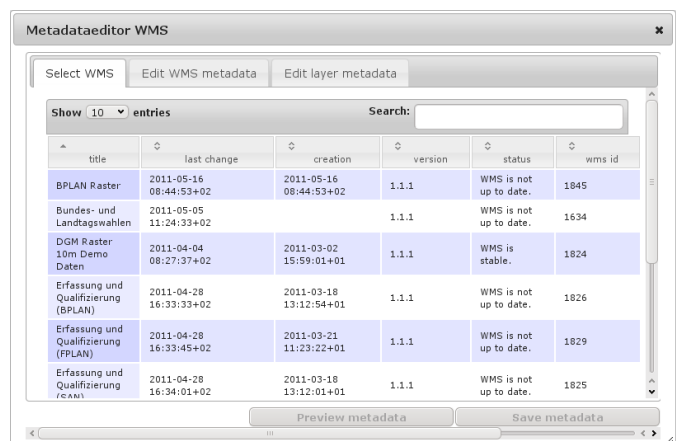 Metadataeditor WMS
Select WMS Edit WMS metadata Edit layer metadata
Show 10 entries Search:
title last change creation version status wms id
BPLAN Raster 2011-05-16 08:44:53+02 2011-05-16 08:44:53+02 1.1.1 WMS is not up to date. 1845
Bundes- und Landtagswahlen 2011-05-05 11:24:33+02 1.1.1 WMS is not up to date. 1634
DGM Raster 10m Demo Daten 2011-04-04 08:27:37+02 2011-03-02 15:59:01+01 1.1.1 WMS is stable. 1824
Erfassung und Qualifizierung (BPLAN) 2011-04-28 16:33:33+02 2011-03-18 13:12:54+01 1.1.1 WMS is not up to date. 1826
Erfassung und Qualifizierung (FPLAN) 2011-04-28 16:33:45+02 2011-03-21 11:23:22+01 1.1.1 WMS is not up to date. 1829
Erfassung und Qualifizierung (SAN) 2011-04-28 16:34:01+02 2011-03-18 13:12:01+01 1.1.1 WMS is not up to date. 1825
Preview metadata Save metadata